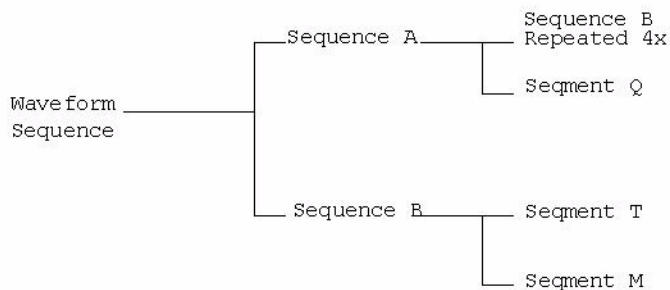 Sequence B
Sequence A Repeated 4x
Seqment Q
Waveform
Sequence
Sequence B Seqment T
Seqment M